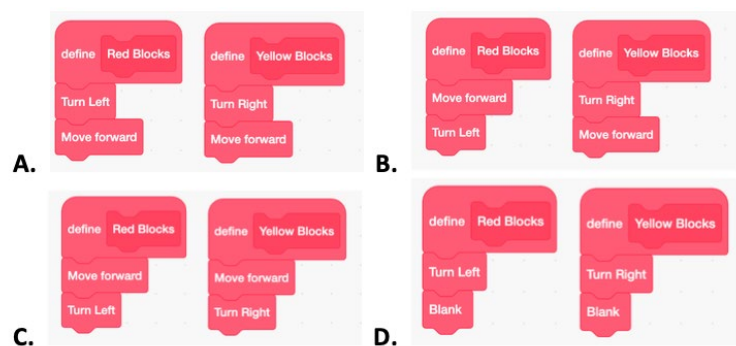 define Red Blocks
Turn Left
Move forward
define Yellow Blocks
Turn Right
Move forward
A.
define Red Blocks
Move forward
Turn Left
define Yellow Blocks
Turn Right
Move forward
B.
define Red Blocks
Move forward
Turn Left
define Yellow Blocks
Move forward
Turn Right
C.
define Red Blocks
Turn Left
Blank
define Yellow Blocks
Turn Right
Blank
D.